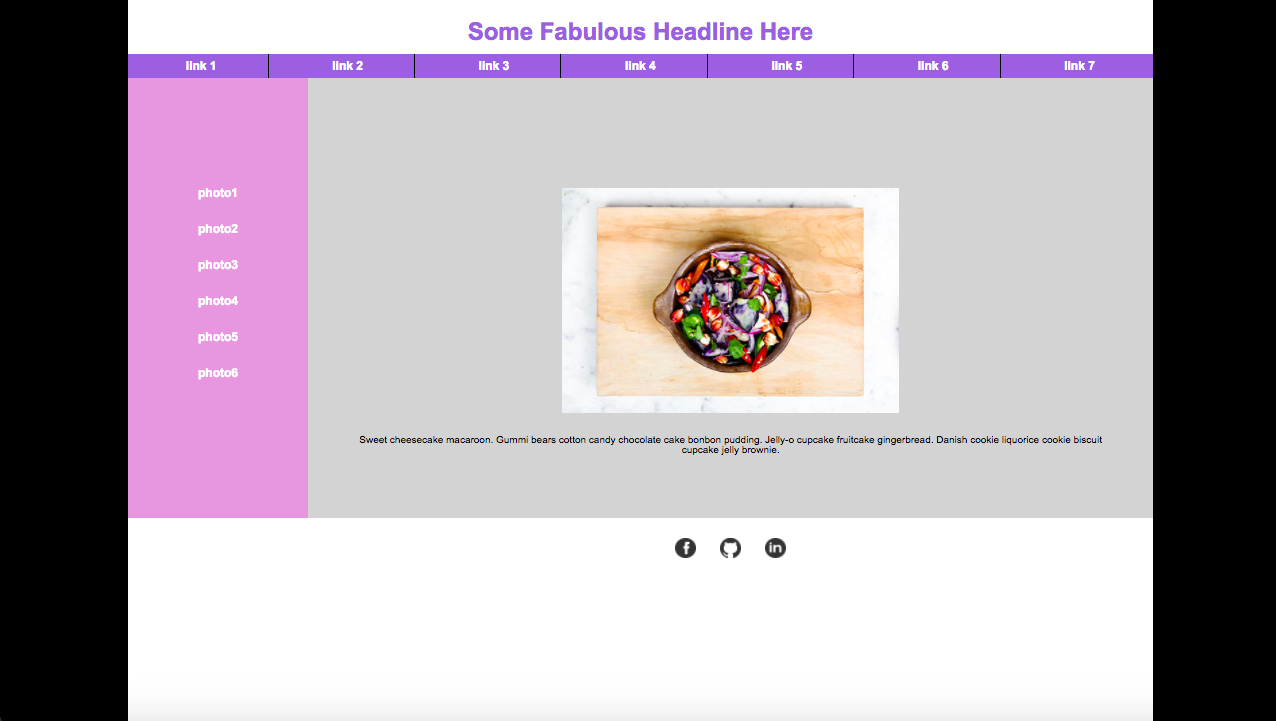 Some Fabulous Headline Here
link 1 link 2 link 3 link 4 link 5 link 6 link 7
photo1
photo2
photo3
photo4
photo5
photo6
Sweet cheesecake macaroon. Gummi bears cotton candy chocolate cake bonbon pudding. Jelly-o cupcake fruitcake gingerbread. Danish cookie liquorice cookie biscuit
cupcake jelly brownie.
f in